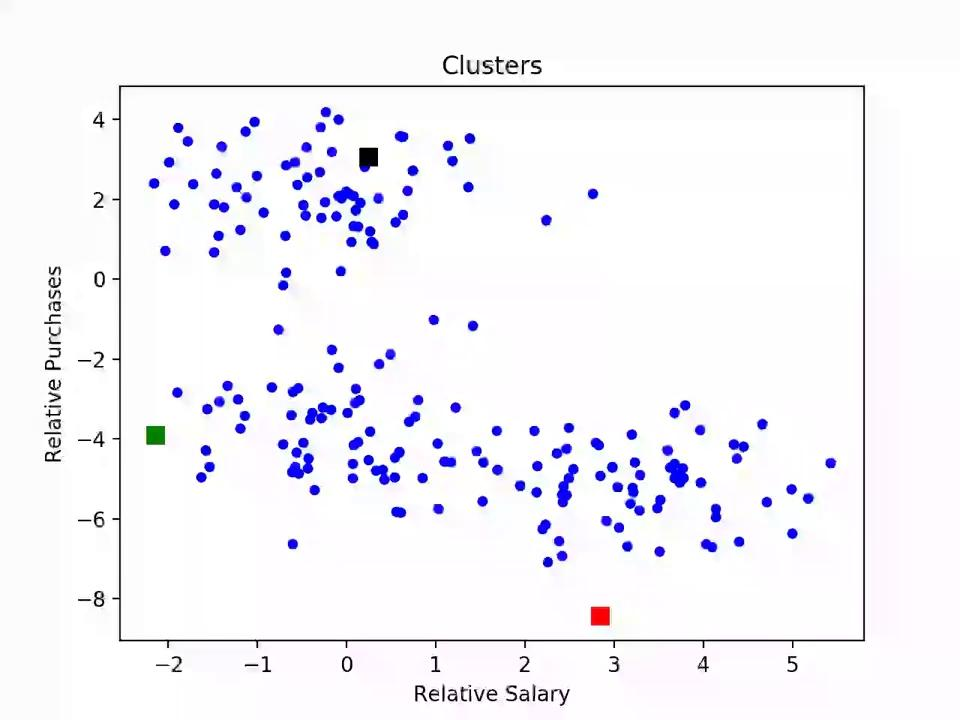 Clusters
4
2
0
−2
−4
−6
−8
Relative Purchases
−2 −1 0 1 2 3 4 5
Relative Salary